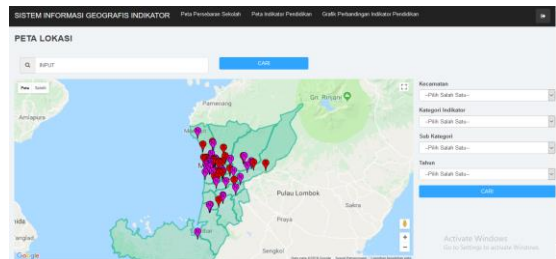 SISTEM INFORMASI GEOGRAFIS INDIKATOR Peta Persebaran Sekolah Peta Indikator Pendidikan Grafik Perbandingan Indikator Pendidikan
PETA LOKASI
INPUT CARI
Kecamatan
--Pilih Salah Satu--
Kategori Indikator
--Pilih Salah Satu--
Sub Kategori
--Pilih Salah Satu--
Tahun
--Pilih Salah Satu--
CARI
Peta Satelit
Gn. Rinjani
Pamenang
Amlapura
Pulau Lombok
Sakra
Praya
Sengkol
Google
Activate Windows
Go to Settings to activate Windows.